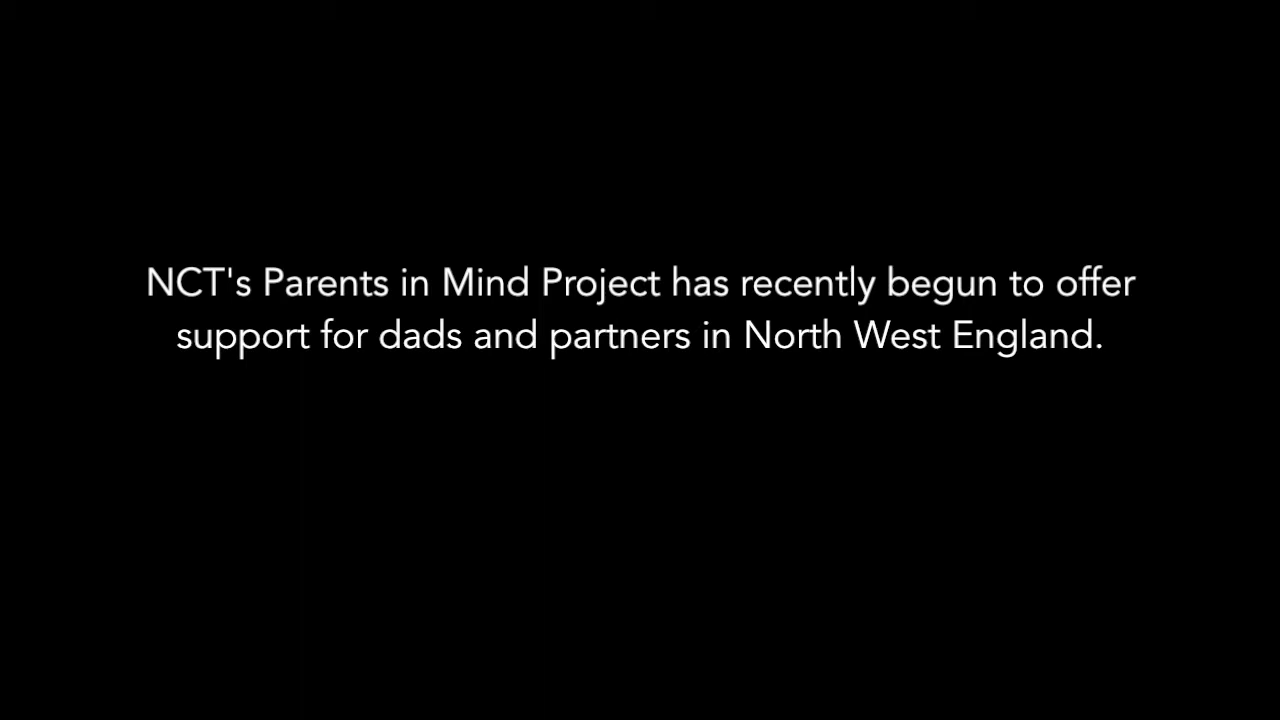 NCT's Parents in Mind Project has recently begun to offer
support for dads and partners in North West England.